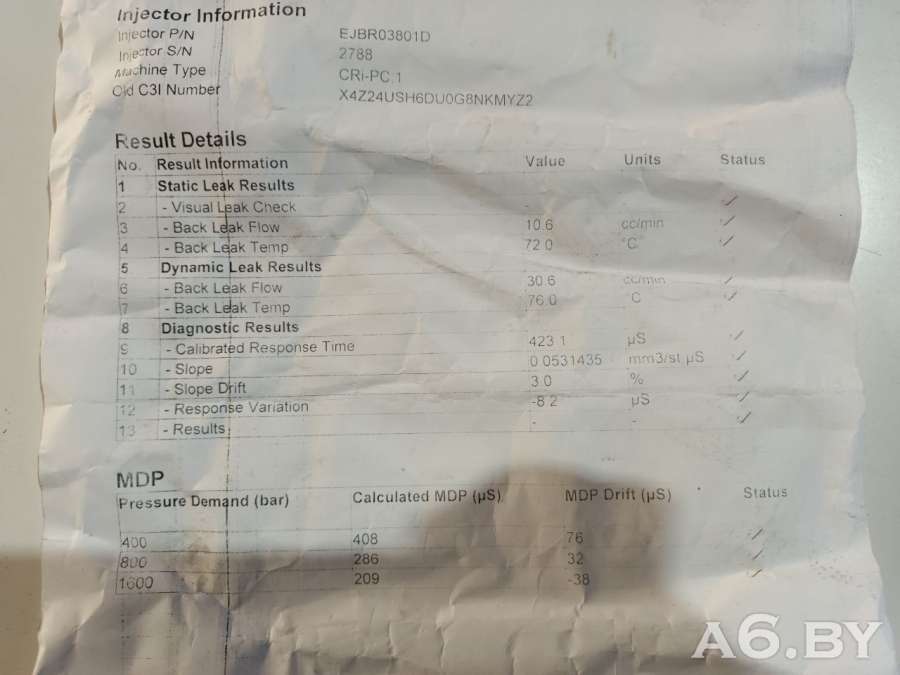 Injector Information
Injector P/N EJBR03801D
Injector S/N 2788
Machine Type CRi-PC.1
Old C3I Number X4Z24USH6DU0G8NKMYZ2
Result Details
No. Result Information Value Units Status
1 Static Leak Results
2 - Visual Leak Check - - ✓
3 - Back Leak Flow 10.6 cc/min ✓
4 - Back Leak Temp 72.0 °C ✓
5 Dynamic Leak Results
6 - Back Leak Flow 30.6 cc/min ✓
7 - Back Leak Temp 76.0 C ✓
8 Diagnostic Results
9 - Calibrated Response Time 423.1 µS ✓
10 - Slope 0.0531435 mm3/st.µS ✓
11 - Slope Drift 3.0 % ✓
12 - Response Variation -8.2 µS ✓
13 - Results - - ✓
MDP
Pressure Demand (bar) Calculated MDP (µS) MDP Drift (µS) Status
400 408 76 ✓
800 286 32 ✓
1600 209 -38 ✓
A6.BY